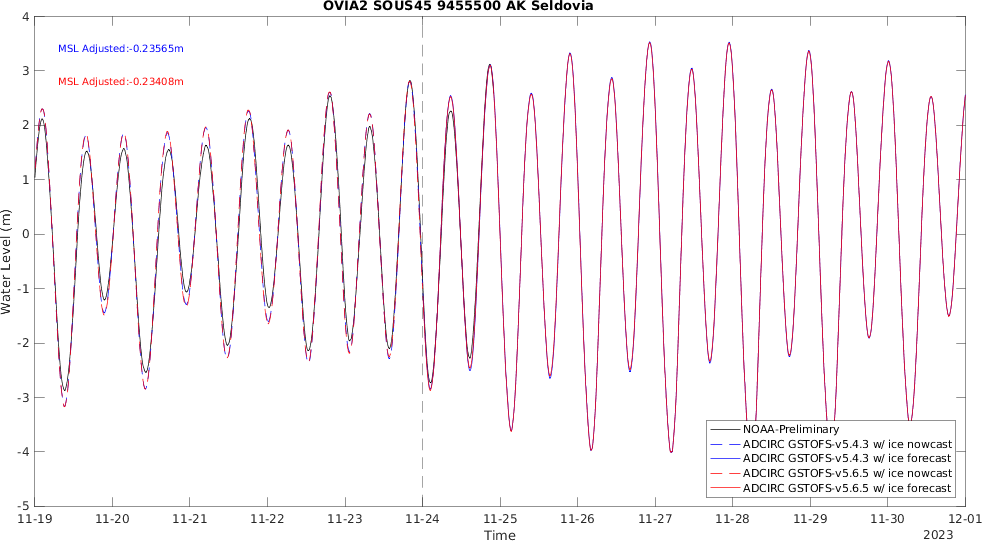 OVIA2 SOUS45 9455500 AK Seldovia
MSL Adjusted:-0.23565m
MSL Adjusted:-0.23408m
Water Level (m)
4
3
2
1
0
-1
-2
-3
-4
-5
NOAA-Preliminary
ADCIRC GSTOFS-v5.4.3 w/ ice nowcast
ADCIRC GSTOFS-v5.4.3 w/ ice forecast
ADCIRC GSTOFS-v5.6.5 w/ ice nowcast
ADCIRC GSTOFS-v5.6.5 w/ ice forecast
11-19 11-20 11-21 11-22 11-23 11-24 11-25 11-26 11-27 11-28 11-29 11-30 12-01
Time
2023